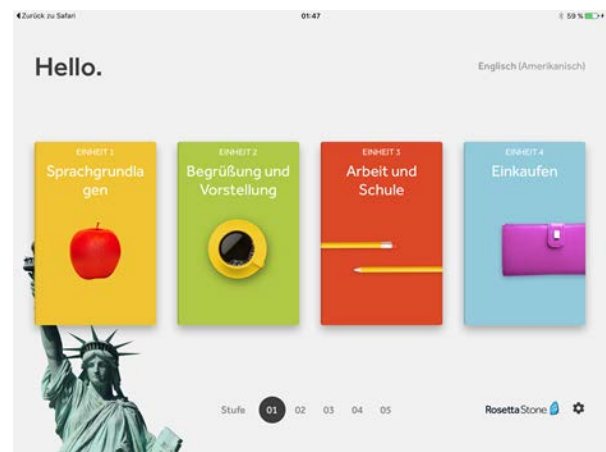 Zurück zu Safari
01:47
59 %
Hello.
Englisch (Amerikanisch)
EINHEIT 1
Sprachgrundla
gen
EINHEIT 2
Begrüßung und
Vorstellung
EINHEIT 3
Arbeit und
Schule
EINHEIT 4
Einkaufen
Stufe 01 02 03 04 05
RosettaStone